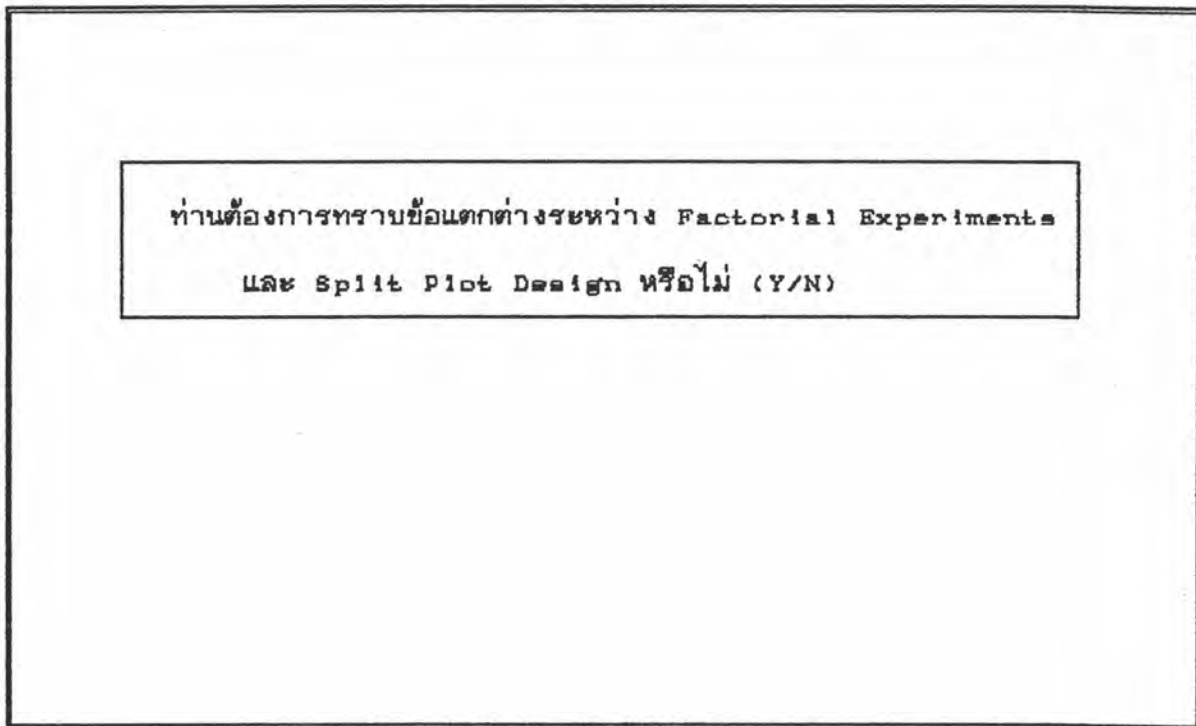 ท่านต้องการทราบข้อแตกต่างระหว่าง Factorial Experiments
และ Split Plot Design หรือไม่ (Y/N)